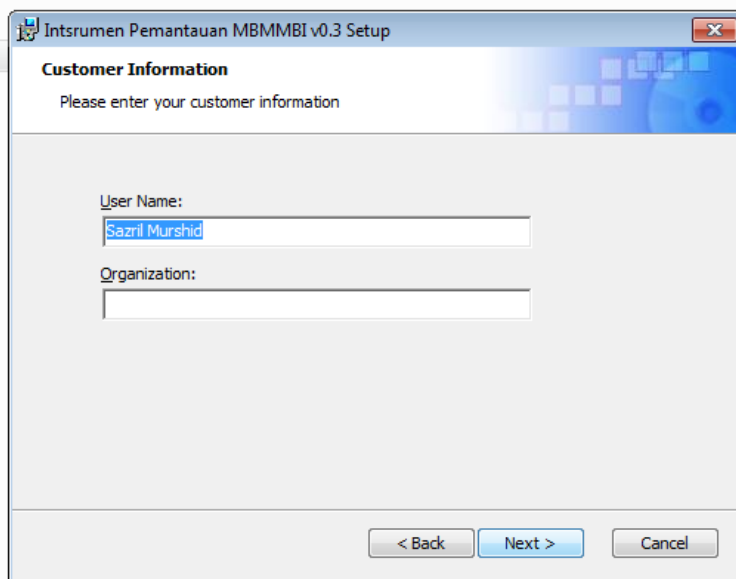 Intsrumen Pemantauan MBMMBI v0.3 Setup
Customer Information
Please enter your customer information
User Name:
Sazril Murshid
Organization:
< Back Next > Cancel